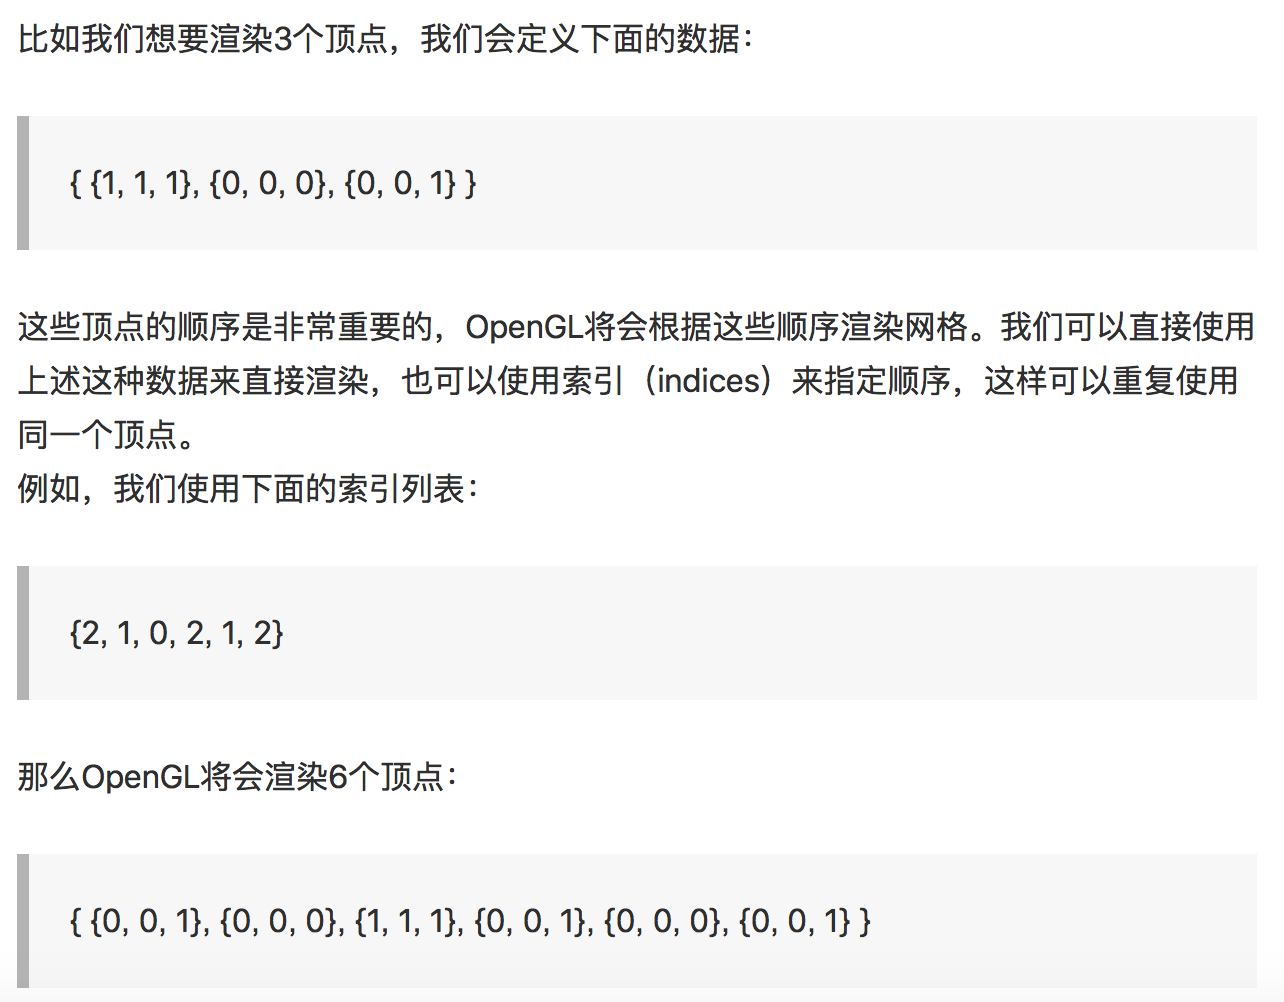 比如我们想要渲染3个顶点，我们会定义下面的数据：
{ {1, 1, 1}, {0, 0, 0}, {0, 0, 1} }
这些顶点的顺序是非常重要的，OpenGL将会根据这些顺序渲染网格。我们可以直接使用
上述这种数据来直接渲染，也可以使用索引（indices）来指定顺序，这样可以重复使用
同一个顶点。
例如，我们使用下面的索引列表：
{2, 1, 0, 2, 1, 2}
那么OpenGL将会渲染6个顶点：
{ {0, 0, 1}, {0, 0, 0}, {1, 1, 1}, {0, 0, 1}, {0, 0, 0}, {0, 0, 1} }